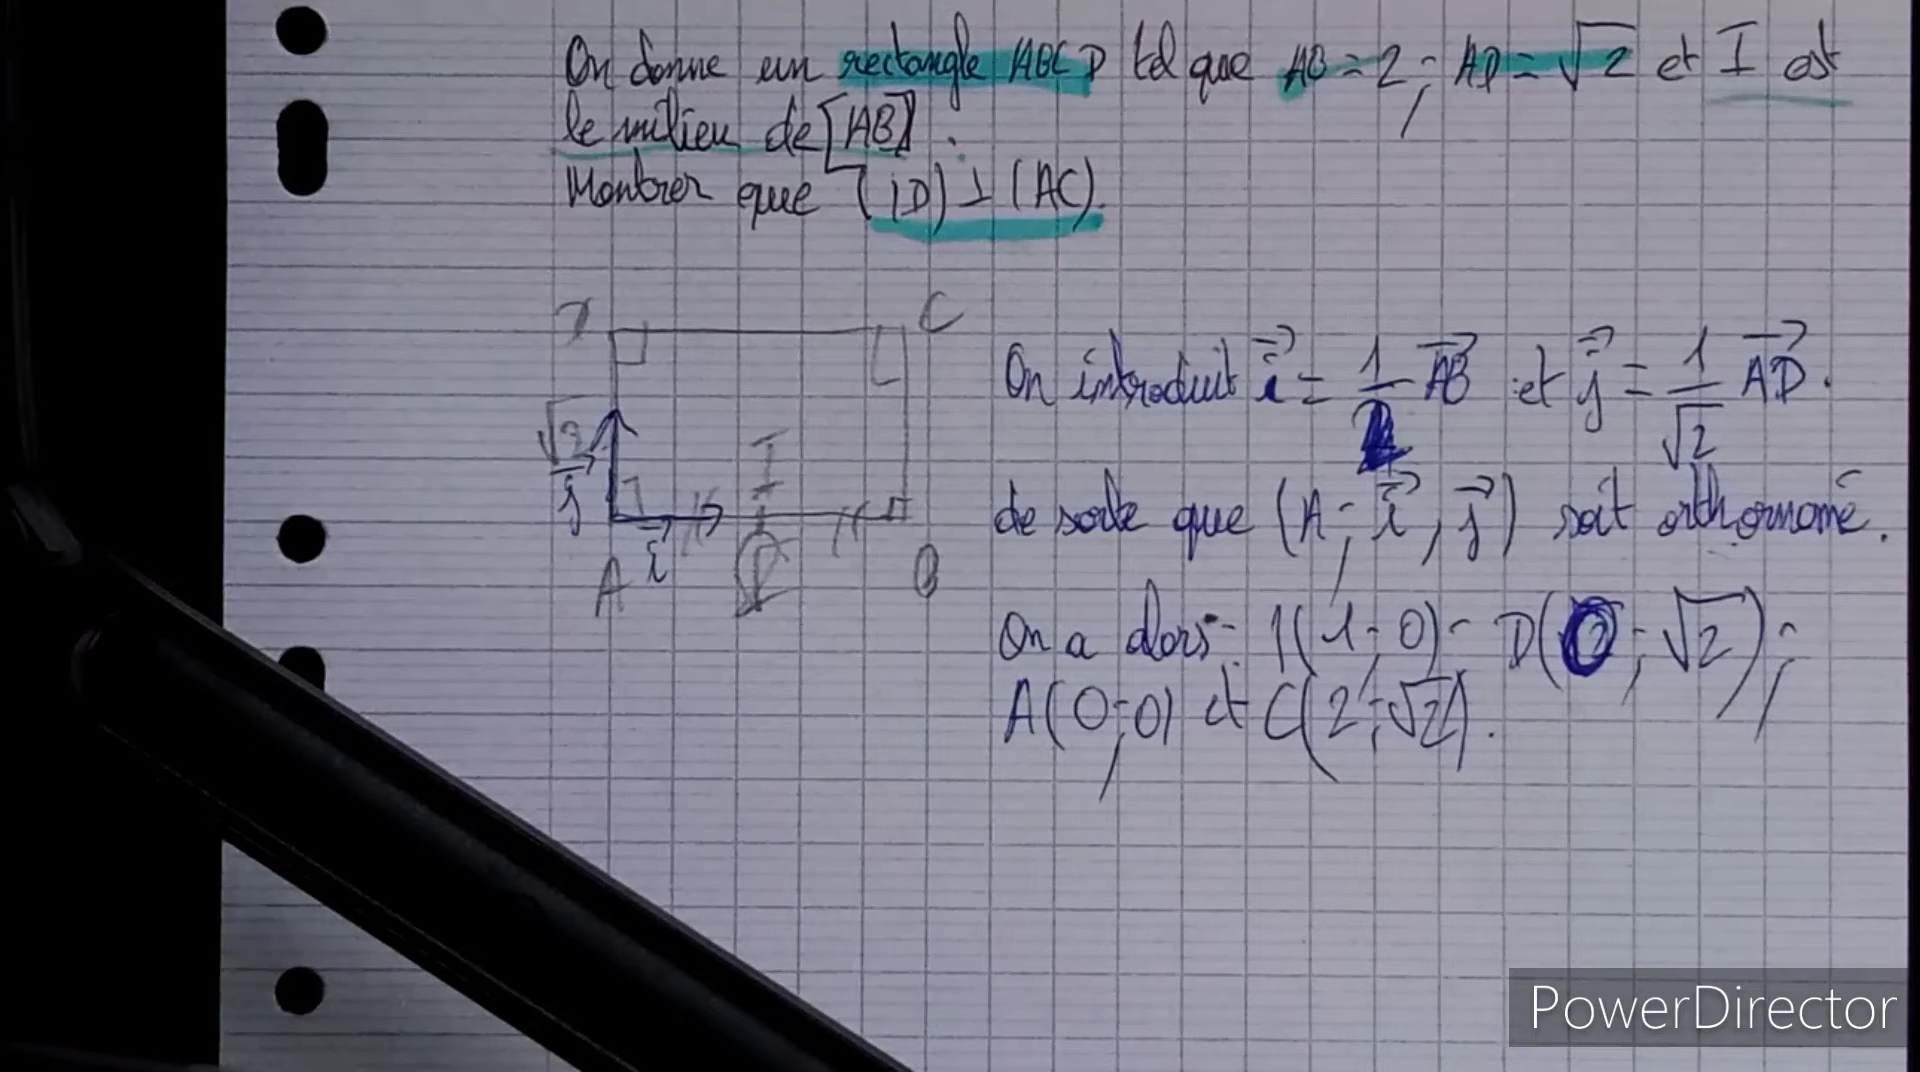 On donne un rectangle ABCD tel que AB = 2 ; AD = √2 et I est
le milieu de [AB].
Montrer que (ID) ⊥ (AC).
D C
√2
j⃗
I
A i⃗ B
On introduit i⃗ = 1/2 AB⃗ et j⃗ = 1/√2 AD⃗.
de sorte que (A ; i⃗, j⃗) soit orthormomé.
On a alors : I(1 ; 0) ; D(0 ; √2) ;
A(0 ; 0) et C(2 ; √2).
PowerDirector